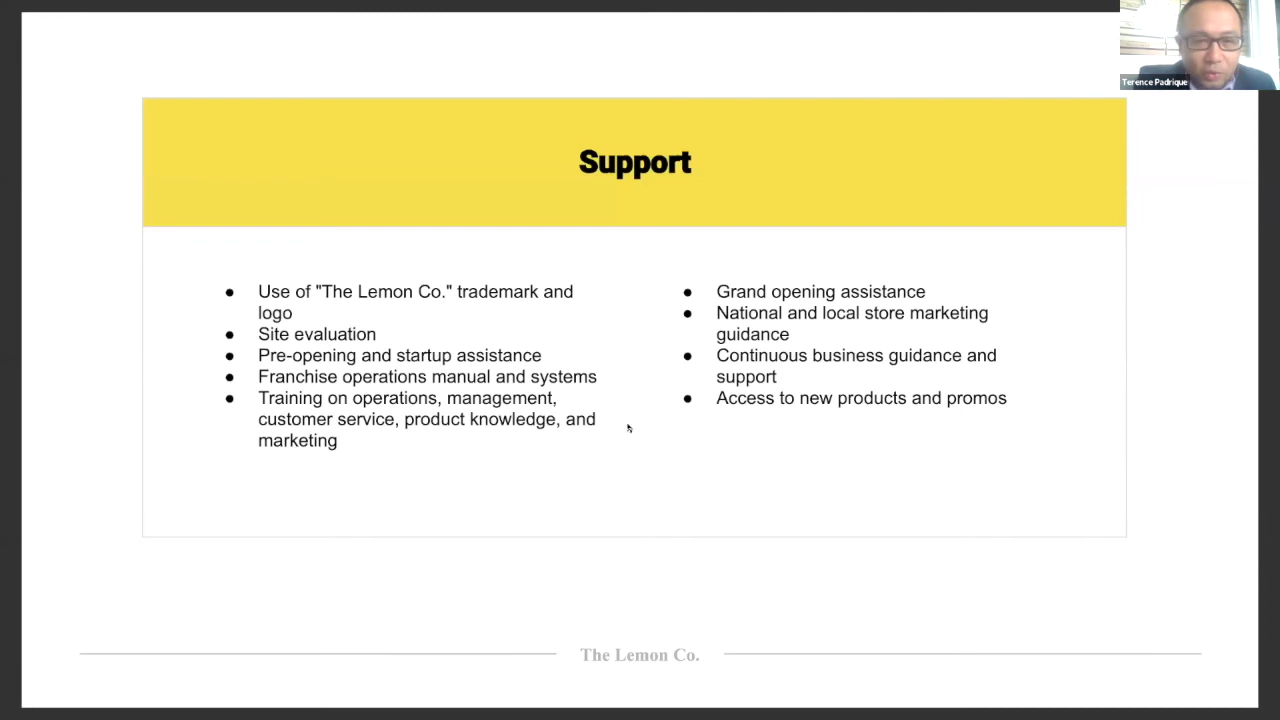 Terence Padrique
Support
● Use of "The Lemon Co." trademark and
logo
● Site evaluation
● Pre-opening and startup assistance
● Franchise operations manual and systems
● Training on operations, management,
customer service, product knowledge, and
marketing
● Grand opening assistance
● National and local store marketing
guidance
● Continuous business guidance and
support
● Access to new products and promos
The Lemon Co.